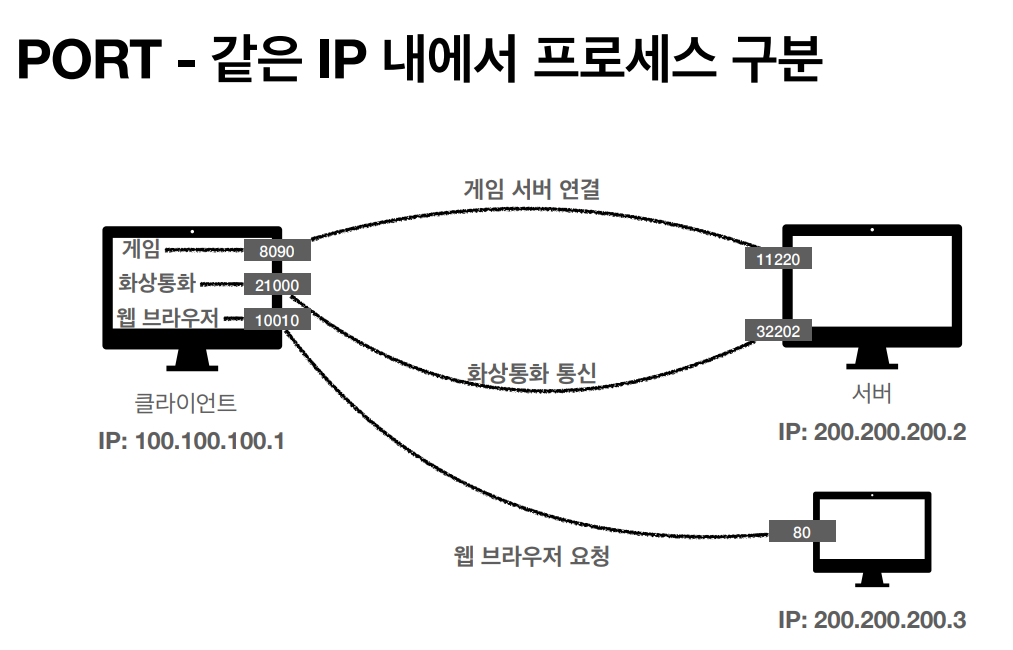 PORT - 같은 IP 내에서 프로세스 구분
게임 서버 연결
게임
8090
11220
화상통화
21000
웹 브라우저
10010
32202
화상통화 통신
클라이언트
서버
IP: 100.100.100.1
IP: 200.200.200.2
80
웹 브라우저 요청
IP: 200.200.200.3